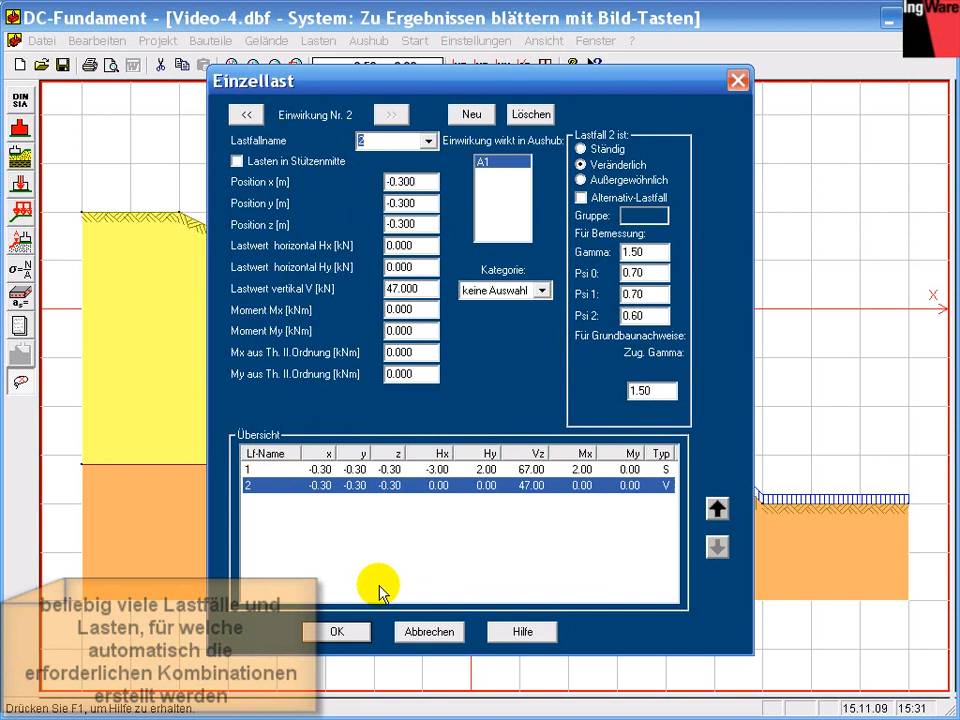 DC-Fundament - [Video-4.dbf - System: Zu Ergebnissen blättern mit Bild-Tasten]
IngWare
Datei Bearbeiten Projekt Bauteile Gelände Lasten Aushub Start Einstellungen Ansicht Fenster ?
DIN
SIA
Einzellast
<< Einwirkung Nr. 2 >> Neu Löschen
Lastfallname 2 Einwirkung wirkt in Aushub:
A1
Lasten in Stützenmitte
Position x [m] -0.300
Position y [m] -0.300
Position z [m] -0.300
Lastwert horizontal Hx [kN] 0.000
Lastwert horizontal Hy [kN] 0.000
Lastwert vertikal V [kN] 47.000
Moment Mx [kNm] 0.000
Moment My [kNm] 0.000
Mx aus Th. II.Ordnung [kNm] 0.000
My aus Th. II.Ordnung [kNm] 0.000
Kategorie:
keine Auswahl
Lastfall 2 ist:
Ständig
Veränderlich
Außergewöhnlich
Alternativ-Lastfall
Gruppe:
Für Bemessung:
Gamma: 1.50
Psi 0: 0.70
Psi 1: 0.70
Psi 2: 0.60
Für Grundbaunachweise:
Zug. Gamma:
1.50
X
Übersicht
Lf-Name x y z Hx Hy Vz Mx My Typ
1 -0.30 -0.30 -0.30 -3.00 2.00 67.00 2.00 0.00 S
2 -0.30 -0.30 -0.30 0.00 0.00 47.00 0.00 0.00 V
OK Abbrechen Hilfe
beliebig viele Lastfälle und
Lasten, für welche
automatisch die
erforderlichen Kombinationen
erstellt werden
Drücken Sie F1, um Hilfe zu erhalten. 15.11.09 15:31